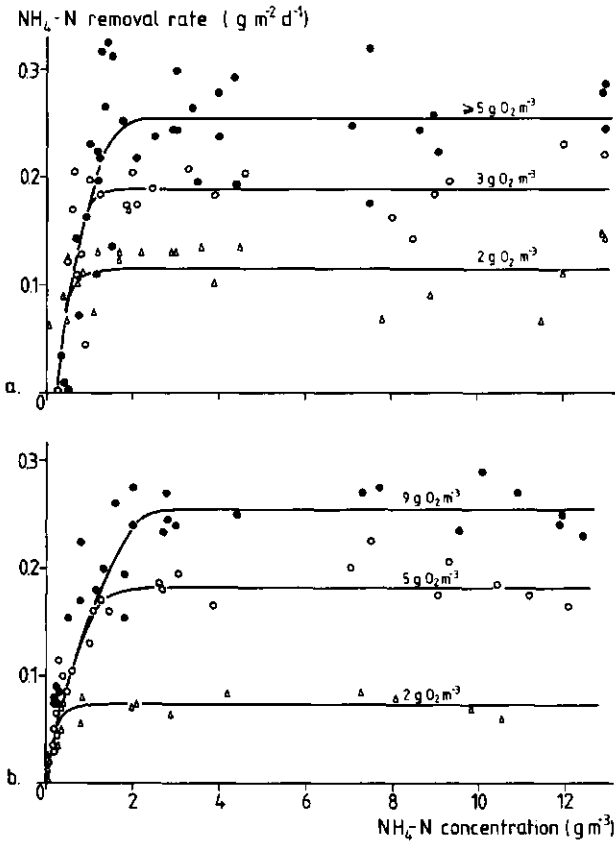 NH₄-N removal rate ( g m⁻² d⁻¹)
0.3
≥5 g O₂ m⁻³
0.2
3 g O₂ m⁻³
0.1
2 g O₂ m⁻³
a.
0
0.3
9 g O₂ m⁻³
0.2
5 g O₂ m⁻³
0.1
2 g O₂ m⁻³
b.
0
0 2 4 6 8 10 12
NH₄-N concentration (g m⁻³)